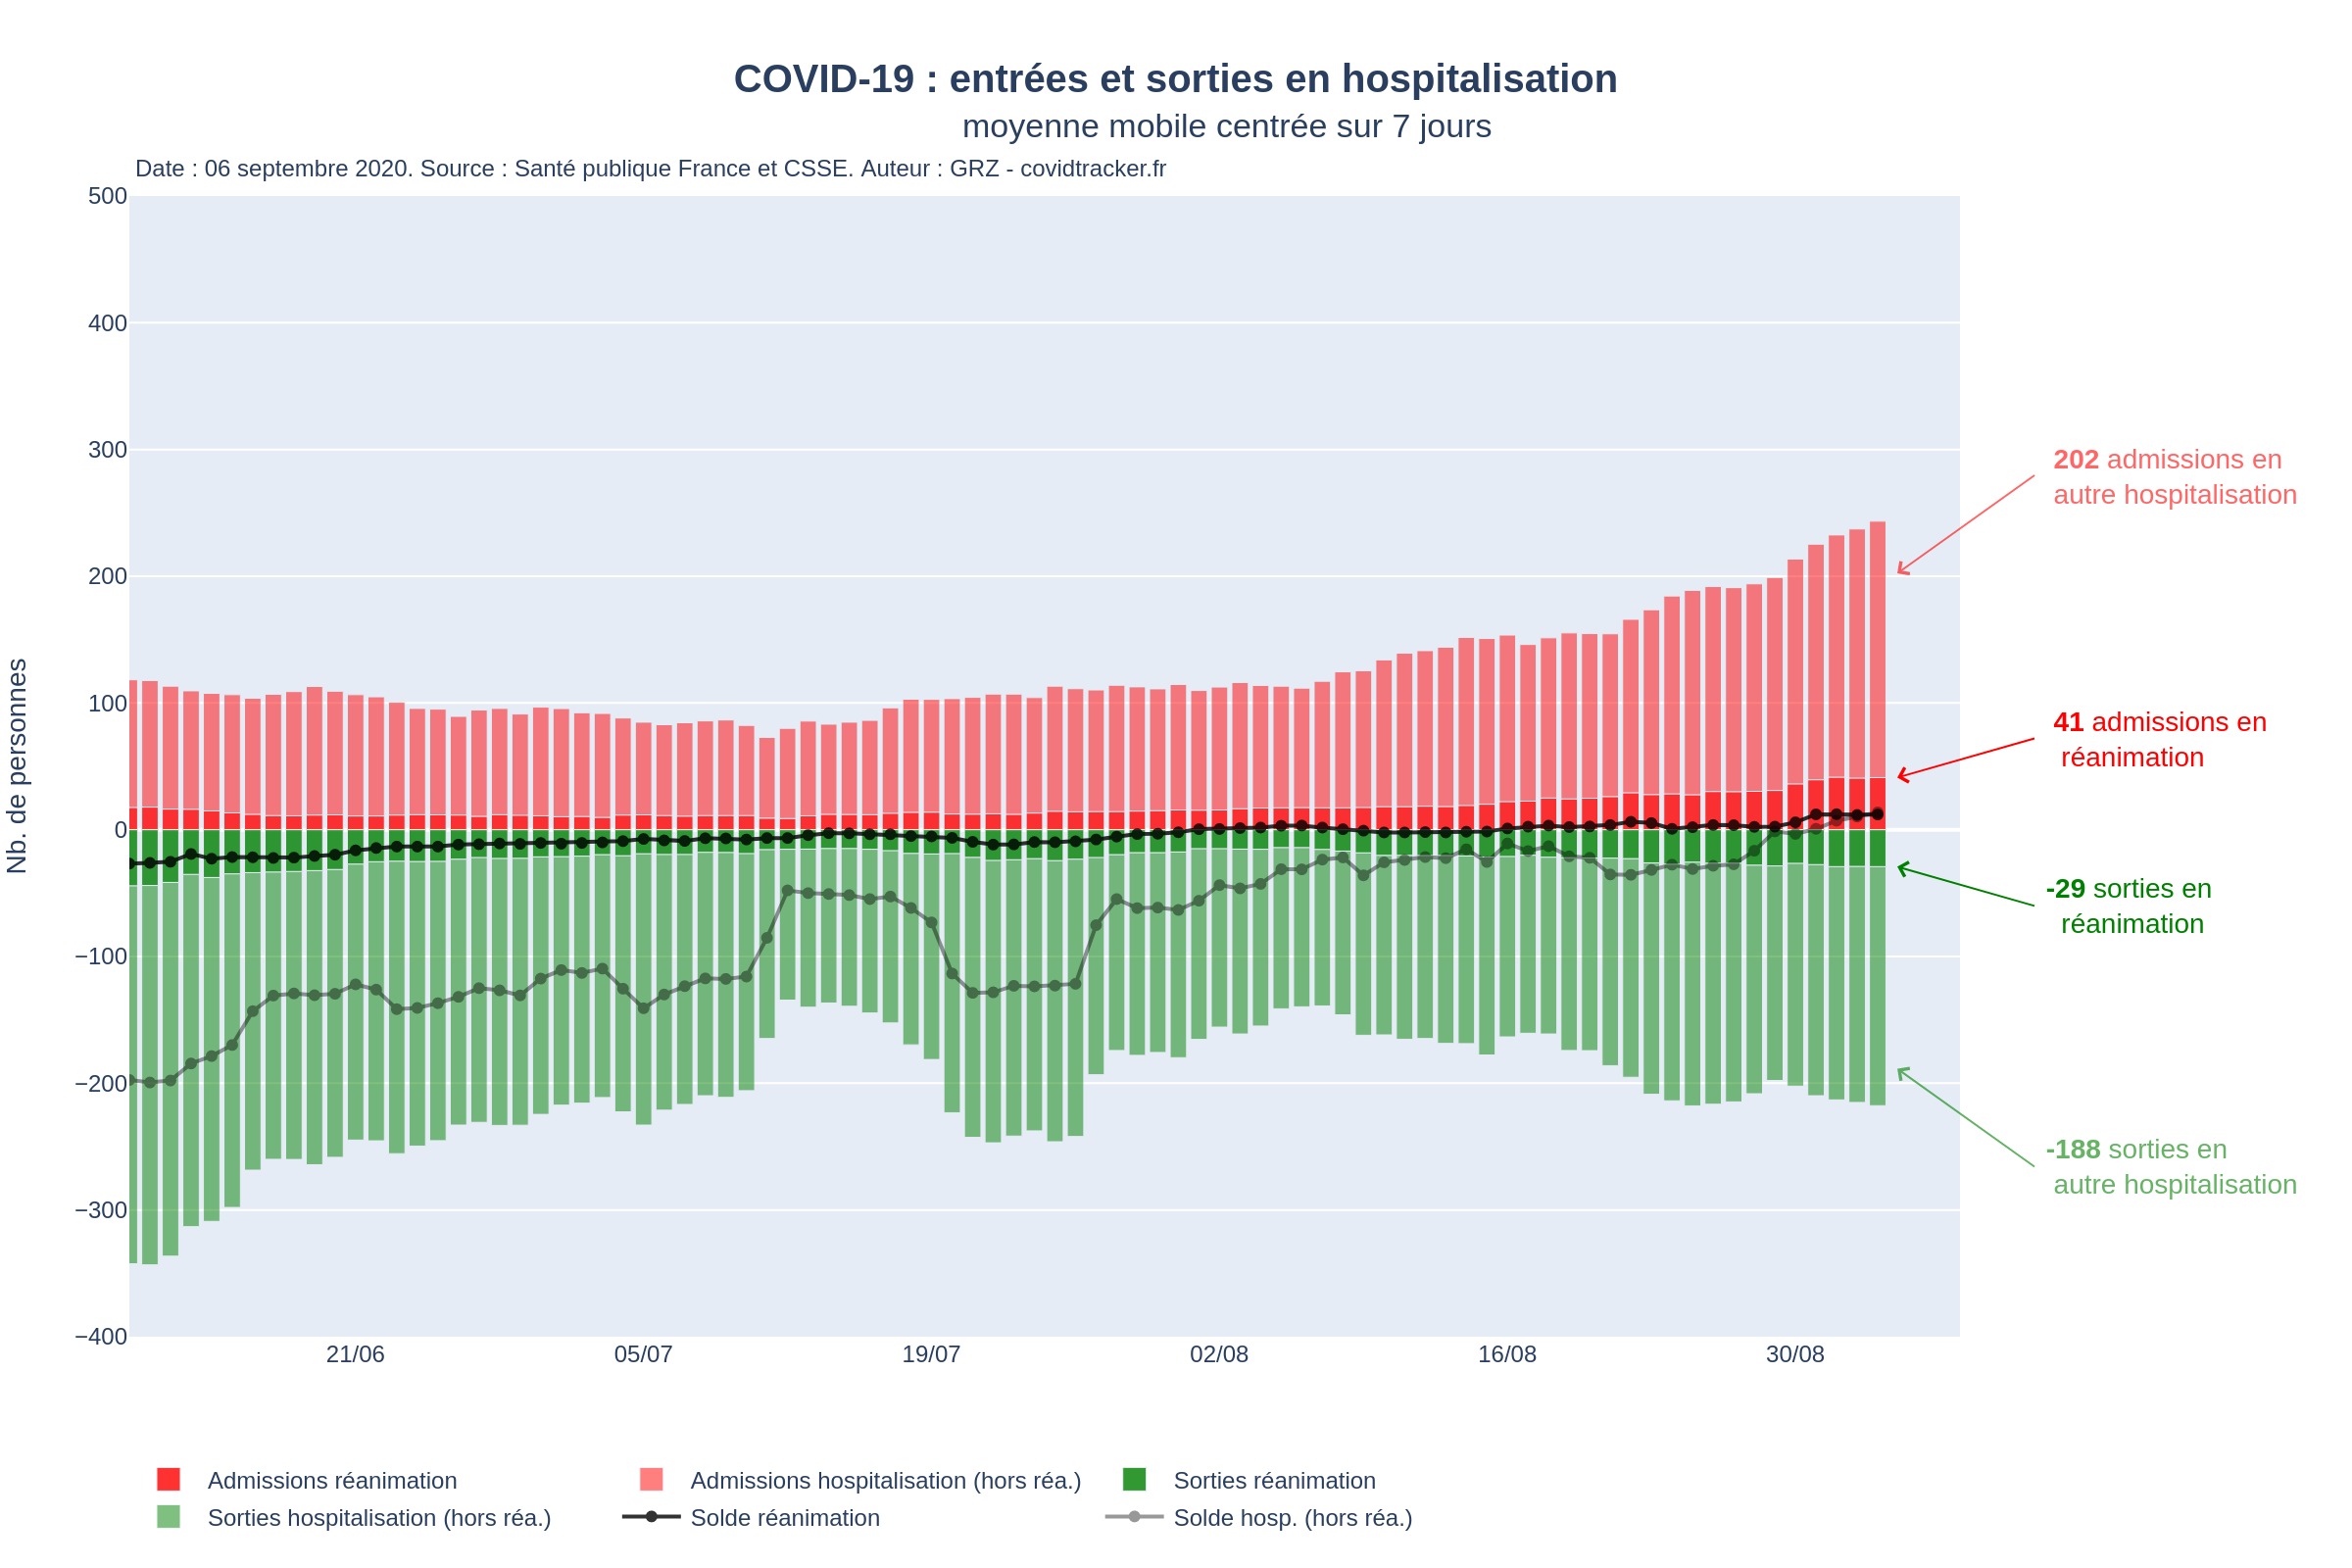 COVID-19 : entrées et sorties en hospitalisation
moyenne mobile centrée sur 7 jours
Date : 06 septembre 2020. Source : Santé publique France et CSSE. Auteur : GRZ - covidtracker.fr
Nb. de personnes
500
400
300
200
100
0
−100
−200
−300
−400
21/06
05/07
19/07
02/08
16/08
30/08
202 admissions en
autre hospitalisation
41 admissions en
réanimation
-29 sorties en
réanimation
-188 sorties en
autre hospitalisation
Admissions réanimation
Admissions hospitalisation (hors réa.)
Sorties réanimation
Sorties hospitalisation (hors réa.)
Solde réanimation
Solde hosp. (hors réa.)